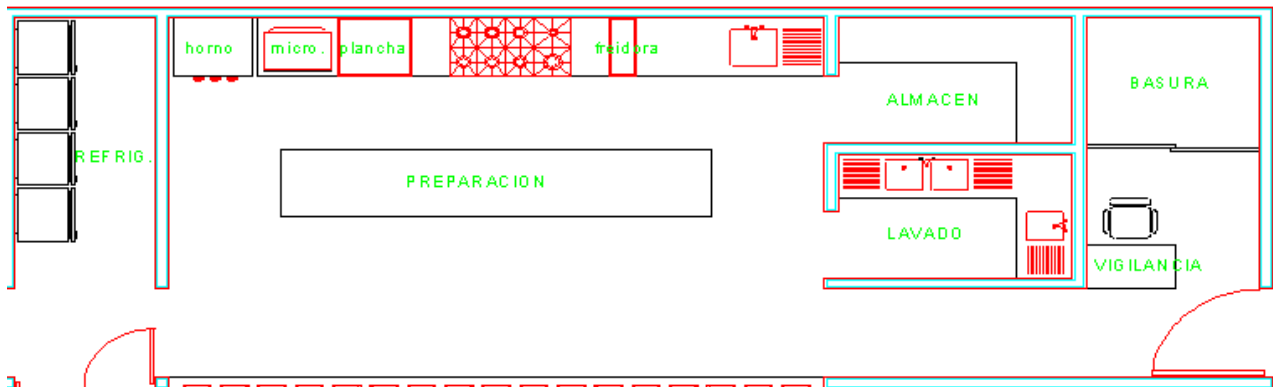 horno
micro.
plancha
freidora
REFRIG.
PREPARACION
ALMACEN
LAVADO
BASURA
VIGILANCIA